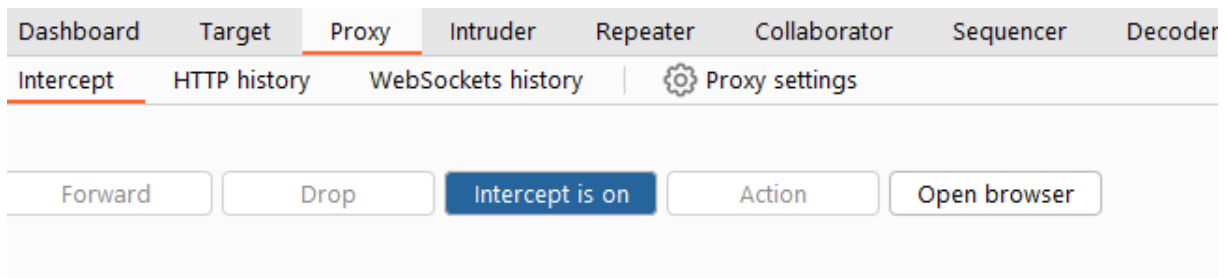 Dashboard Target Proxy Intruder Repeater Collaborator Sequencer Decoder
Intercept HTTP history WebSockets history Proxy settings
Forward Drop Intercept is on Action Open browser